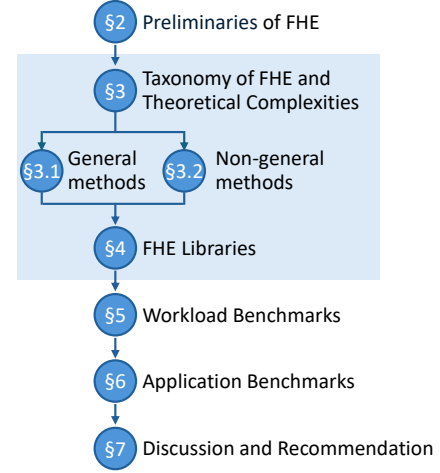 §2 Preliminaries of FHE
§3 Taxonomy of FHE and
Theoretical Complexities
§3.1 General
methods
§3.2 Non-general
methods
§4 FHE Libraries
§5 Workload Benchmarks
§6 Application Benchmarks
§7 Discussion and Recommendation